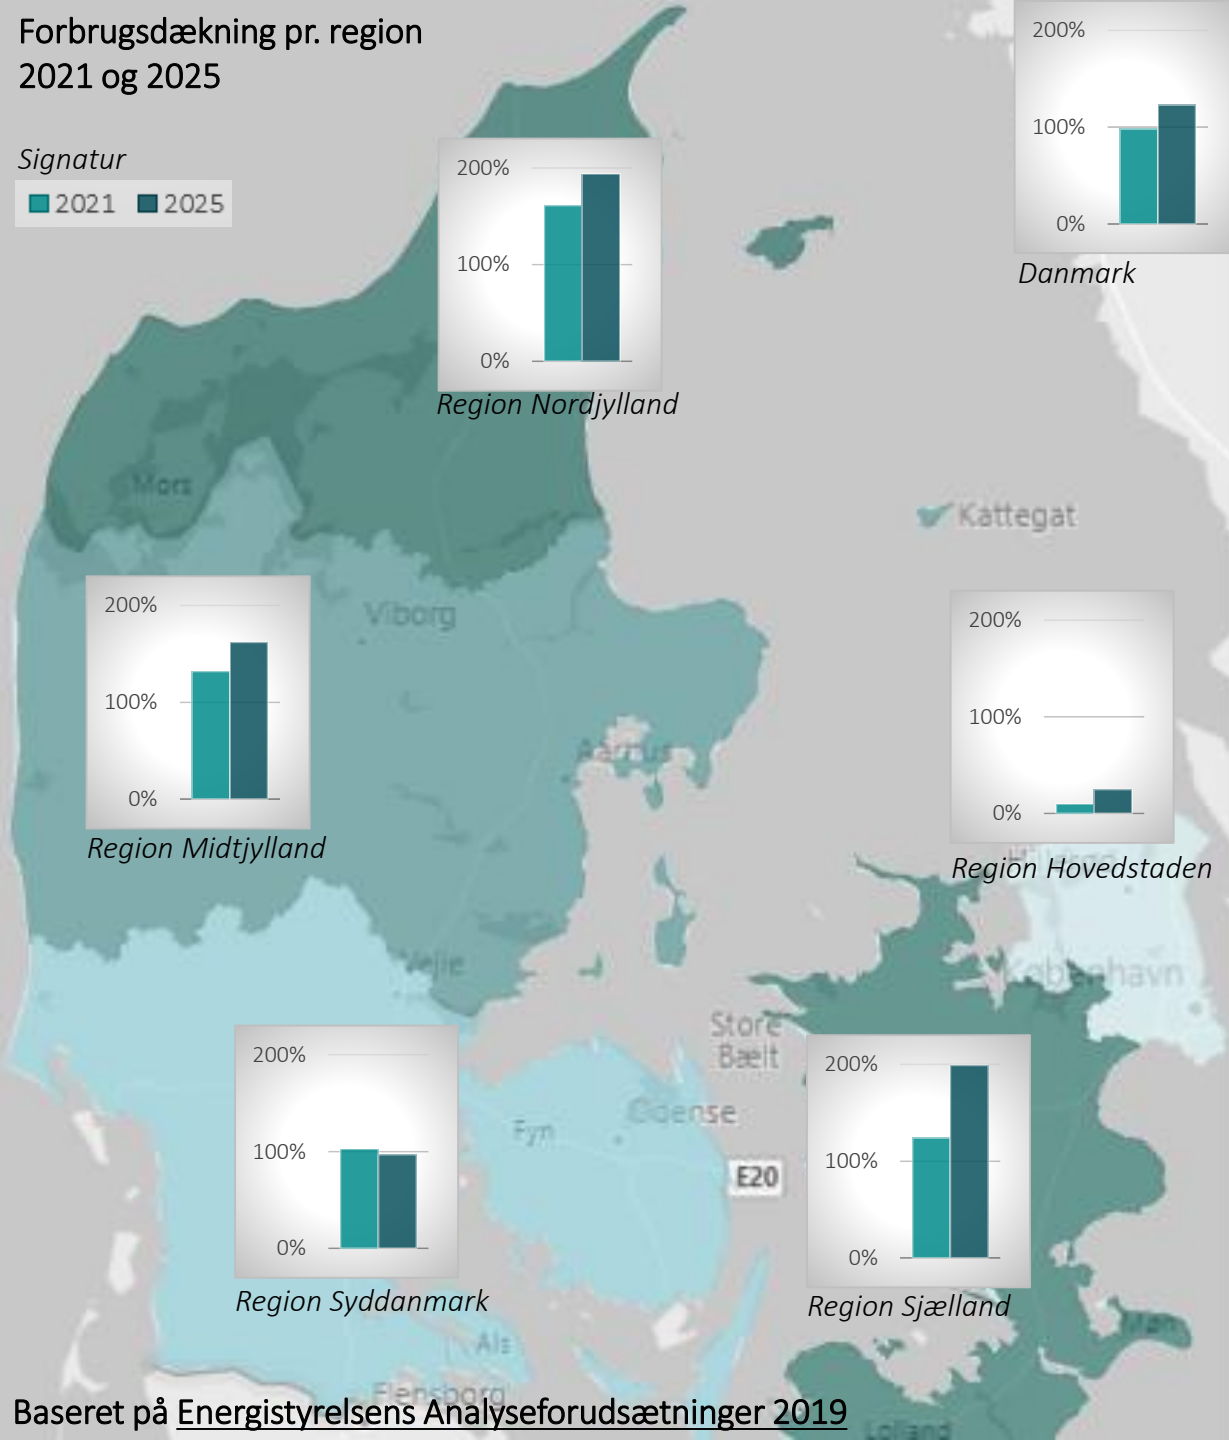 Forbrugsdækning pr. region
2021 og 2025
Signatur
2021 2025
200%
100%
0%
Danmark
200%
100%
0%
Region Nordjylland
Mors
Kattegat
Viborg
200%
100%
0%
Region Midtjylland
Aarhus
200%
100%
0%
Region Hovedstaden
Vejle
København
Store
Bælt
200%
100%
0%
Region Syddanmark
Fyn
Odense
E20
200%
100%
0%
Region Sjælland
Møn
Als
Flensborg
Baseret på Energistyrelsens Analyseforudsætninger 2019
Lolland